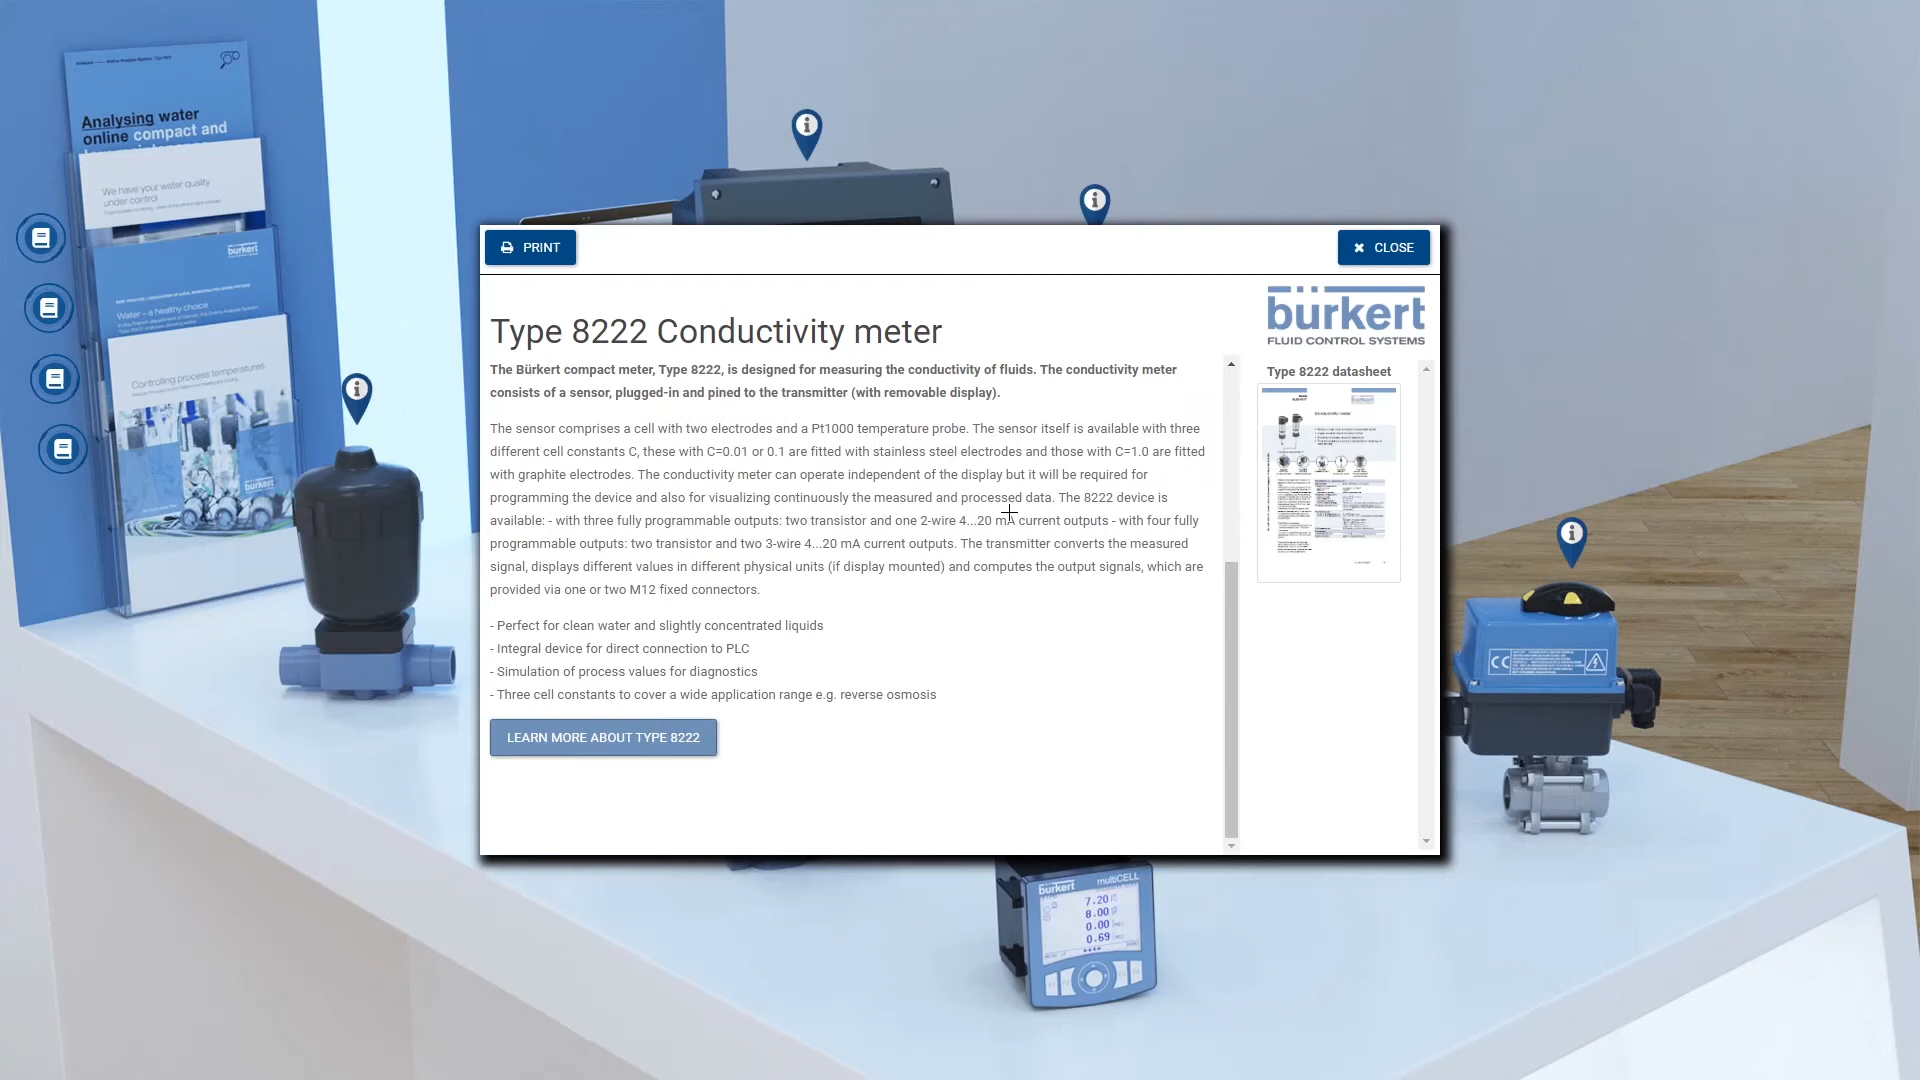 Analysing water
online compact and
We have your water quality
under control
bürkert
Water – a healthy choice
Controlling process temperatures
bürkert
PRINT
CLOSE
bürkert
FLUID CONTROL SYSTEMS
Type 8222 Conductivity meter
The Bürkert compact meter, Type 8222, is designed for measuring the conductivity of fluids. The conductivity meter
consists of a sensor, plugged-in and pined to the transmitter (with removable display).
The sensor comprises a cell with two electrodes and a Pt1000 temperature probe. The sensor itself is available with three
different cell constants C, these with C=0.01 or 0.1 are fitted with stainless steel electrodes and those with C=1.0 are fitted
with graphite electrodes. The conductivity meter can operate independent of the display but it will be required for
programming the device and also for visualizing continuously the measured and processed data. The 8222 device is
available: - with three fully programmable outputs: two transistor and one 2-wire 4...20 mA current outputs - with four fully
programmable outputs: two transistor and two 3-wire 4...20 mA current outputs. The transmitter converts the measured
signal, displays different values in different physical units (if display mounted) and computes the output signals, which are
provided via one or two M12 fixed connectors.
- Perfect for clean water and slightly concentrated liquids
- Integral device for direct connection to PLC
- Simulation of process values for diagnostics
- Three cell constants to cover a wide application range e.g. reverse osmosis
LEARN MORE ABOUT TYPE 8222
Type 8222 datasheet
Conductivity meter
CE
bürkert multiCELL
7.20
8.00
0.00
0.69